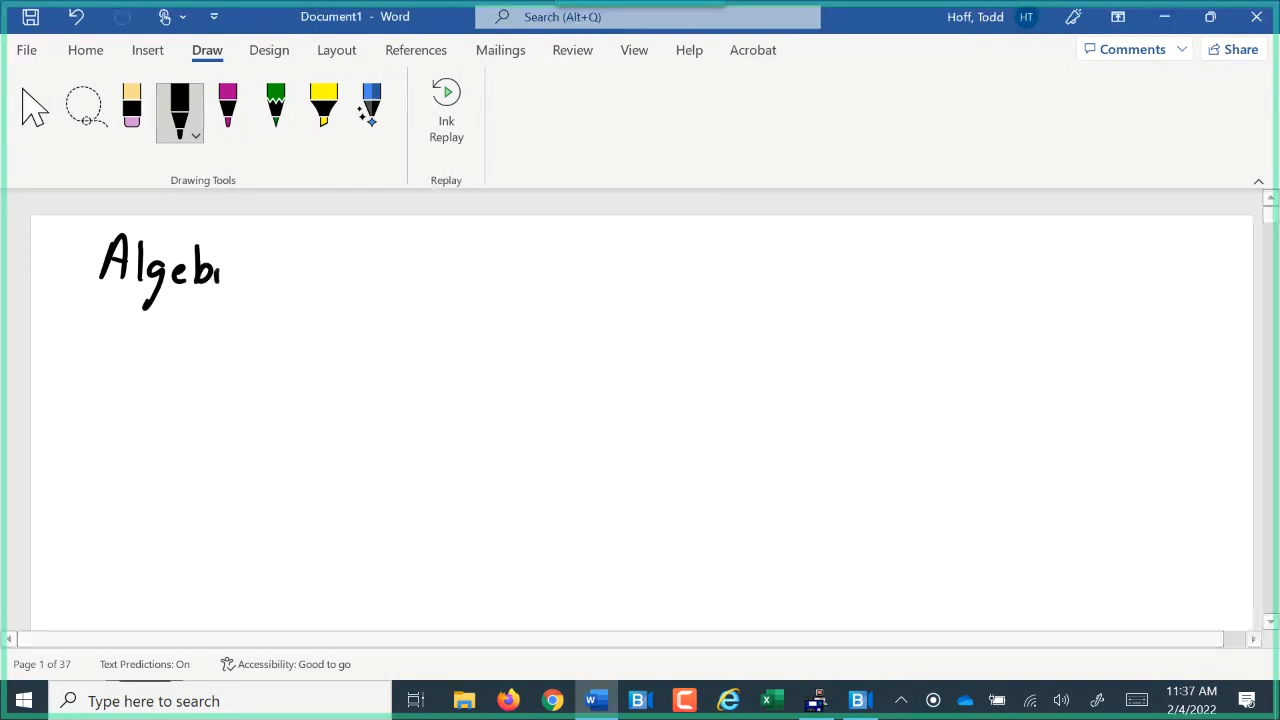 Document1 - Word
Search (Alt+Q)
Hoff, Todd
HT
File
Home
Insert
Draw
Design
Layout
References
Mailings
Review
View
Help
Acrobat
Comments
Share
Ink
Replay
Drawing Tools
Replay
Algebr
Page 1 of 37
Text Predictions: On
Accessibility: Good to go
Type here to search
11:37 AM
2/4/2022